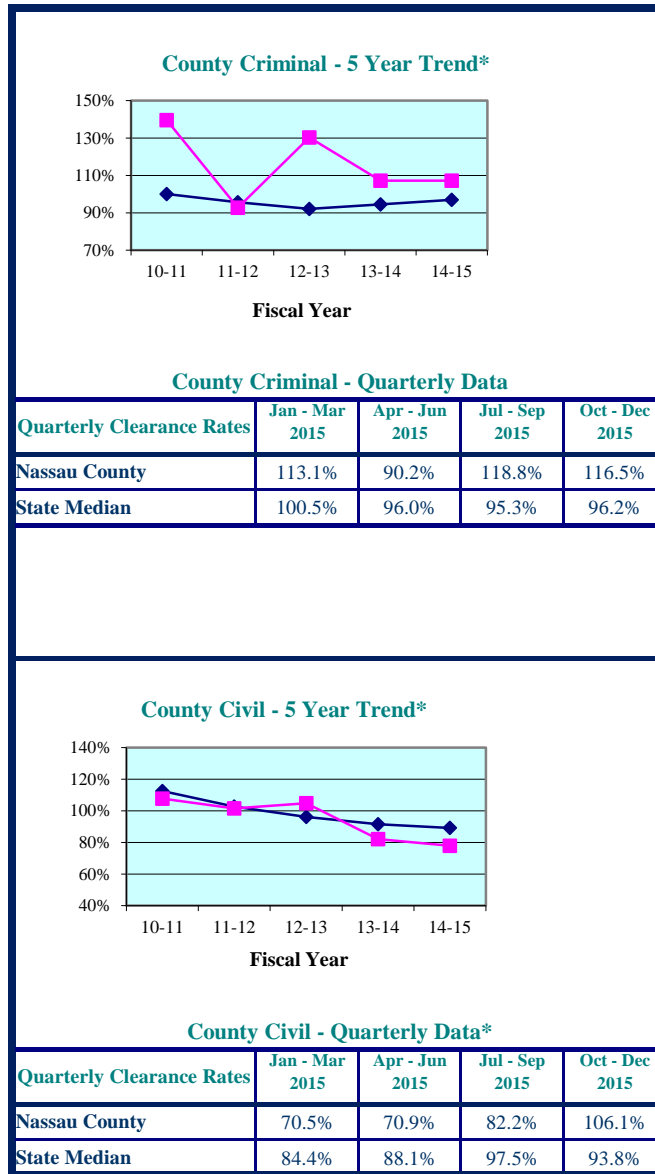 County Criminal - 5 Year Trend*
150%
130%
110%
90%
70%
10-11 11-12 12-13 13-14 14-15
Fiscal Year
County Criminal - Quarterly Data
Quarterly Clearance Rates Jan - Mar 2015 Apr - Jun 2015 Jul - Sep 2015 Oct - Dec 2015
Nassau County 113.1% 90.2% 118.8% 116.5%
State Median 100.5% 96.0% 95.3% 96.2%
County Civil - 5 Year Trend*
140%
120%
100%
80%
60%
40%
10-11 11-12 12-13 13-14 14-15
Fiscal Year
County Civil - Quarterly Data*
Quarterly Clearance Rates Jan - Mar 2015 Apr - Jun 2015 Jul - Sep 2015 Oct - Dec 2015
Nassau County 70.5% 70.9% 82.2% 106.1%
State Median 84.4% 88.1% 97.5% 93.8%